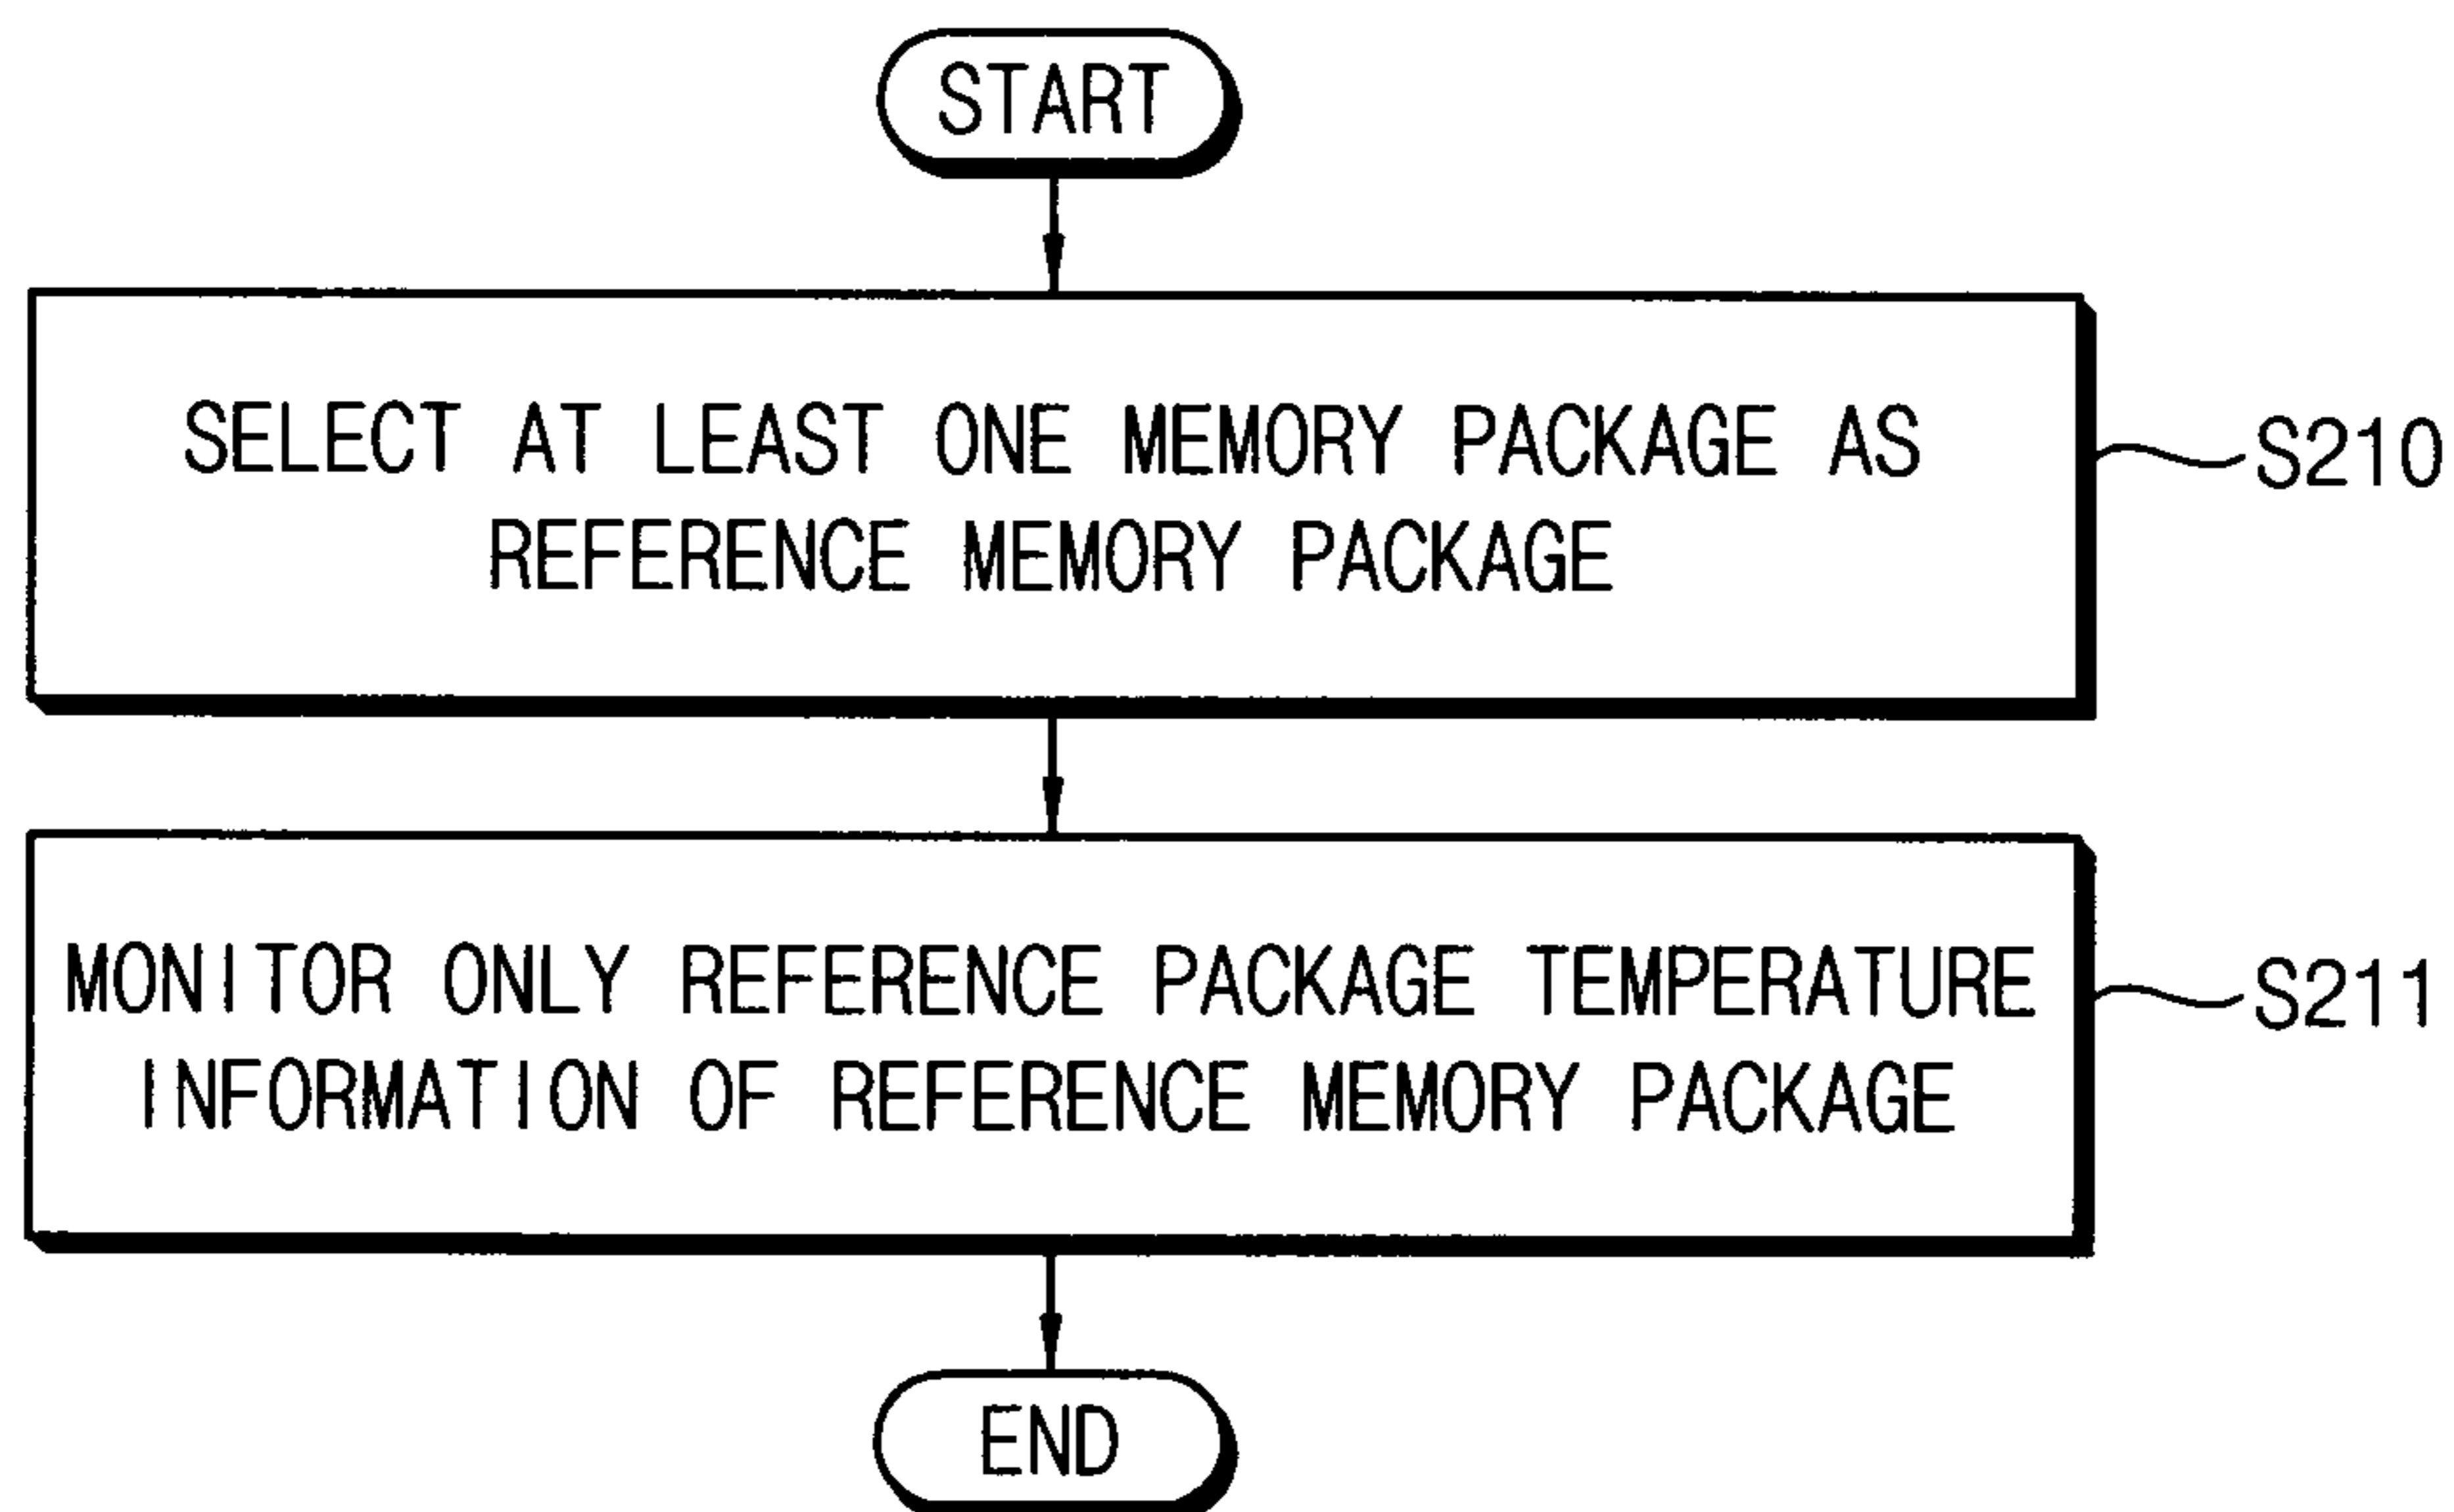 START
SELECT AT LEAST ONE MEMORY PACKAGE AS
REFERENCE MEMORY PACKAGE
S210
MONITOR ONLY REFERENCE PACKAGE TEMPERATURE
INFORMATION OF REFERENCE MEMORY PACKAGE
S211
END